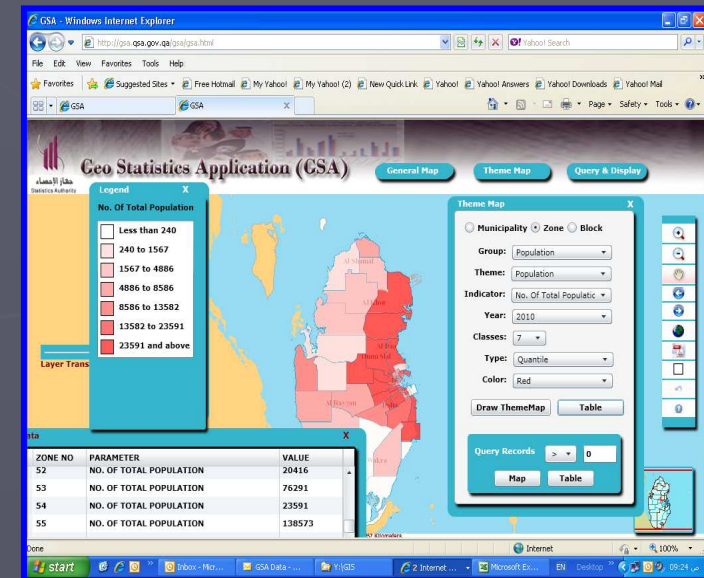 GSA - Windows Internet Explorer
http://gsa.qsa.gov.qa/gsa/gsa.html
Yahoo! Search
File Edit View Favorites Tools Help
Favorites Suggested Sites Free Hotmail My Yahoo! My Yahoo! (2) New Quick Link Yahoo! Yahoo! Answers Yahoo! Downloads Yahoo! Mail
GSA GSA X Page Safety Tools
جهاز الإحصاء
Statistics Authority
Geo Statistics Application (GSA)
General Map Theme Map Query & Display
Legend X
No. Of Total Population
Less than 240
240 to 1567
1567 to 4886
4886 to 8586
8586 to 13582
13582 to 23591
23591 and above
Layer Trans
Al Shamal
Al Khor
Umm Slal
Al Rayyan
Theme Map X
Municipality Zone Block
Group: Population
Theme: Population
Indicator: No. Of Total Populatic
Year: 2010
Classes: 7
Type: Quantile
Color: Red
Draw ThemeMap Table
Query Records > 0
Map Table
ata X
ZONE NO PARAMETER VALUE
52 NO. OF TOTAL POPULATION 20416
53 NO. OF TOTAL POPULATION 76291
54 NO. OF TOTAL POPULATION 23591
55 NO. OF TOTAL POPULATION 138573
Kilometers
Done Internet 100%
start Inbox - Micr... GSA Data - ... Y:\GIS 2 Internet ... Microsoft Ex... EN Desktop 09:24